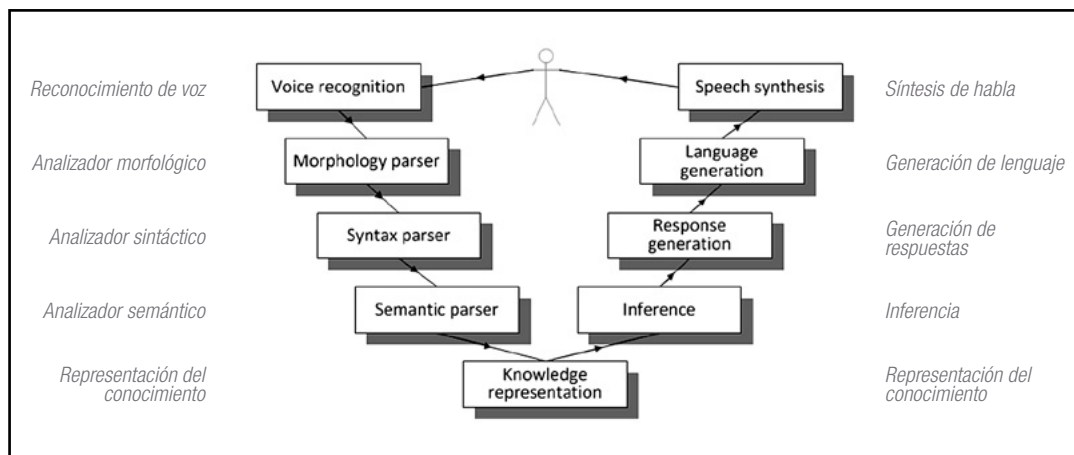 Reconocimiento de voz
Voice recognition
Speech synthesis
Síntesis de habla
Analizador morfológico
Morphology parser
Language
generation
Generación de lenguaje
Analizador sintáctico
Syntax parser
Response
generation
Generación de
respuestas
Analizador semántico
Semantic parser
Inference
Inferencia
Representación del
conocimiento
Knowledge
representation
Representación del
conocimiento